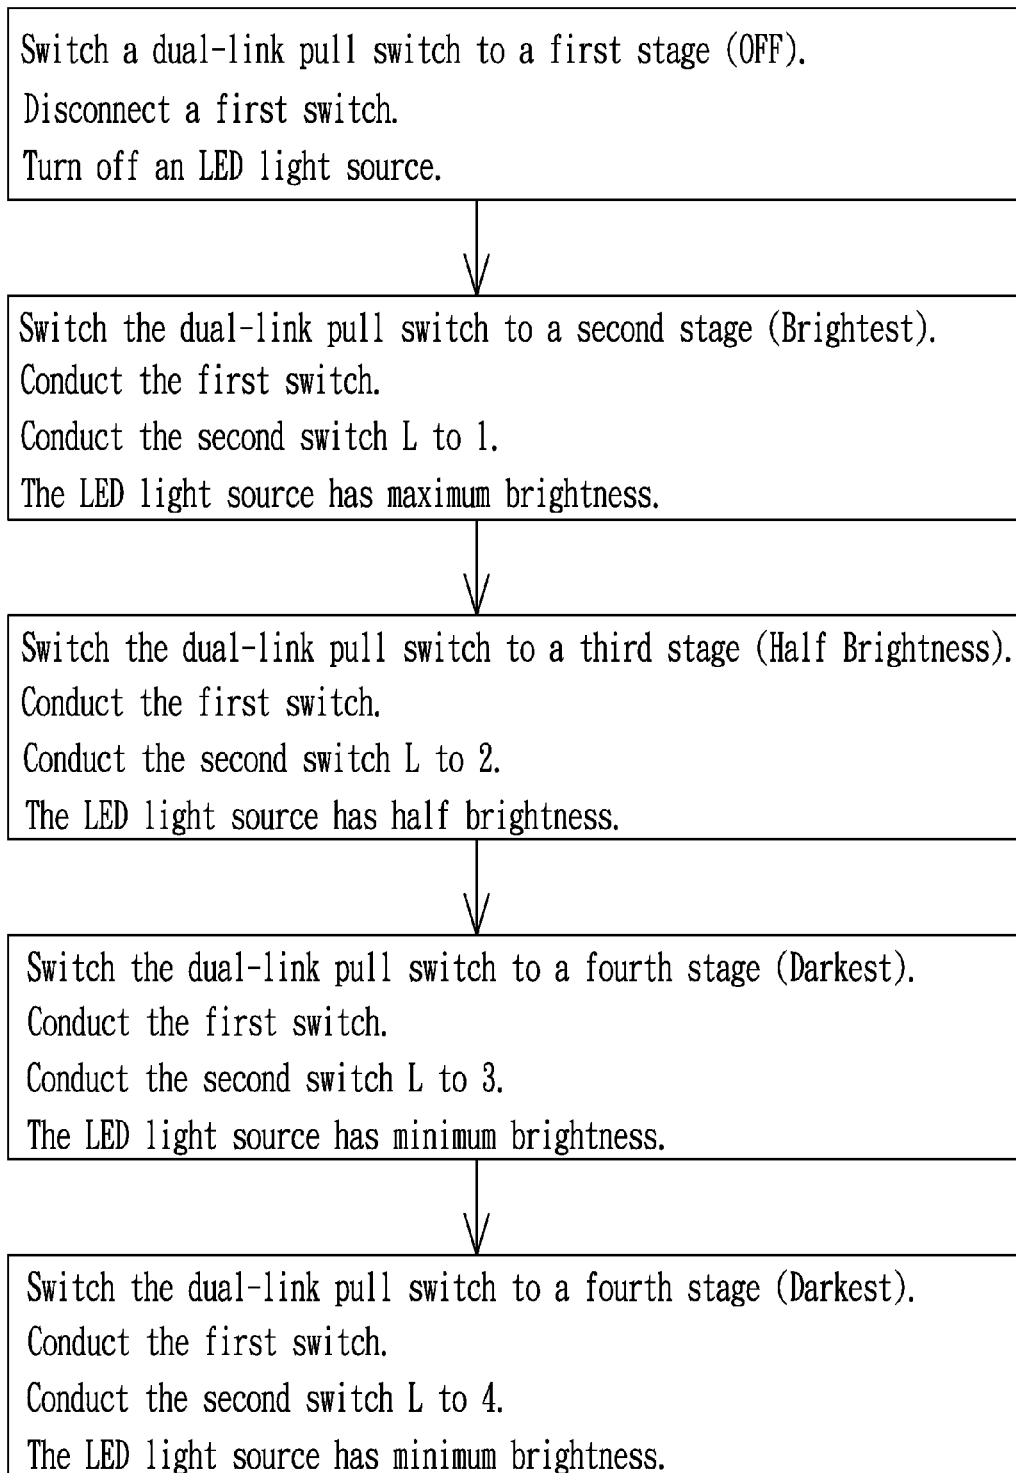 Switch a dual-link pull switch to a first stage (OFF).
Disconnect a first switch.
Turn off an LED light source.
Switch the dual-link pull switch to a second stage (Brightest).
Conduct the first switch.
Conduct the second switch L to 1.
The LED light source has maximum brightness.
Switch the dual-link pull switch to a third stage (Half Brightness).
Conduct the first switch.
Conduct the second switch L to 2.
The LED light source has half brightness.
Switch the dual-link pull switch to a fourth stage (Darkest).
Conduct the first switch.
Conduct the second switch L to 3.
The LED light source has minimum brightness.
Switch the dual-link pull switch to a fourth stage (Darkest).
Conduct the first switch.
Conduct the second switch L to 4.
The LED light source has minimum brightness.